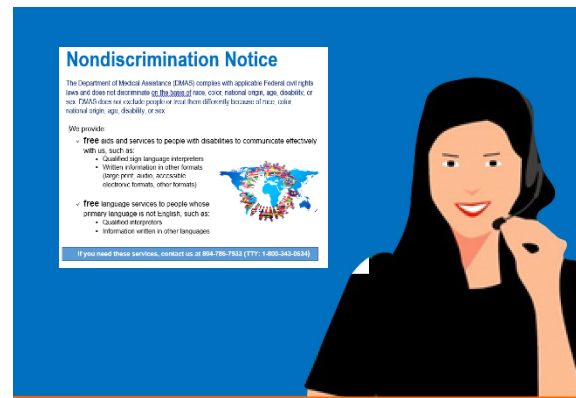 Nondiscrimination Notice
The Department of Medical Assistance (DMAS) complies with applicable Federal civil rights
laws and does not discriminate on the basis of race, color, national origin, age, disability, or
sex. DMAS does not exclude people or treat them differently because of race, color,
national origin, age, disability, or sex.
We provide:
✓ free aids and services to people with disabilities to communicate effectively
with us, such as:
• Qualified sign language interpreters
• Written information in other formats
(large print, audio, accessible
electronic formats, other formats)
✓ free language services to people whose
primary language is not English, such as:
• Qualified interpreters
• Information written in other languages
If you need these services, contact us at 804-786-7933 (TTY: 1-800-343-0634)